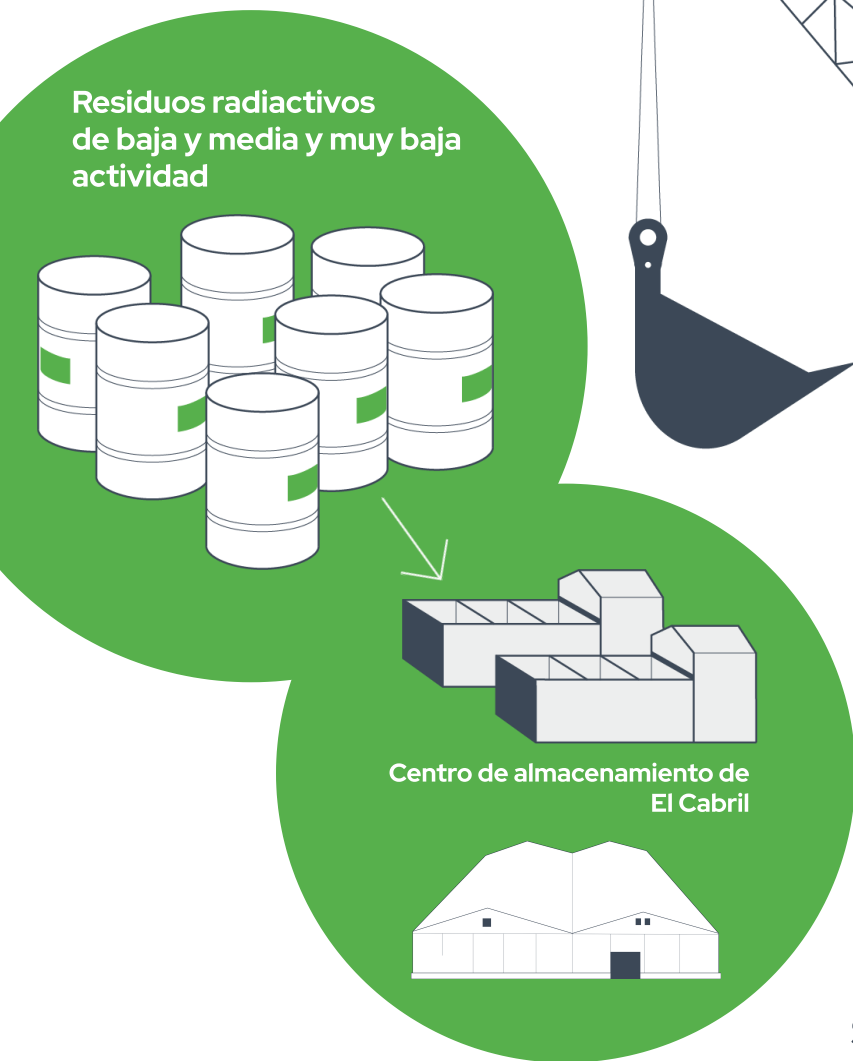 Residuos radiactivos
de baja y media y muy baja
actividad
Centro de almacenamiento de
El Cabril